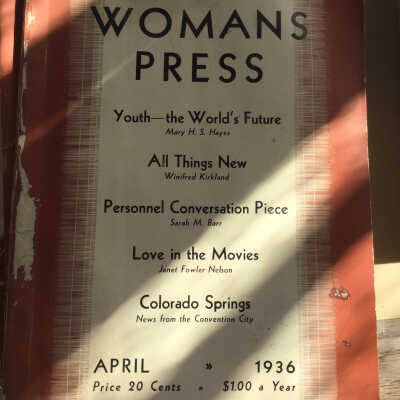 WOMANS
PRESS
Youth—the World's Future
Mary H. S. Hayes
All Things New
Winifred Kirkland
Personnel Conversation Piece
Sarah M. Barr
Love in the Movies
Janet Fowler Nelson
Colorado Springs
News from the Convention City
APRIL » 1936
Price 20 Cents » $1.00 a Year